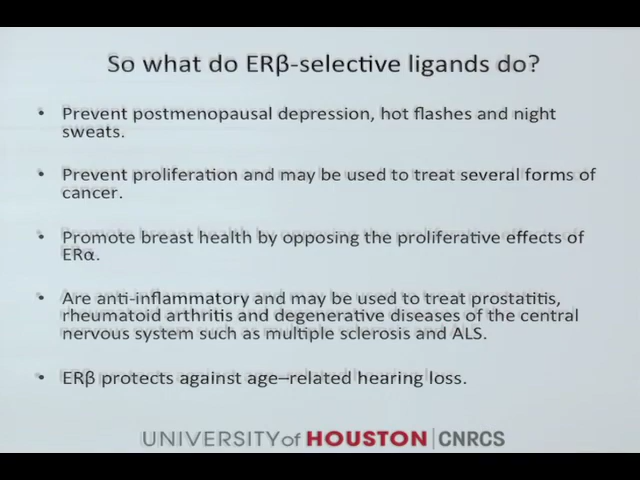 So what do ERβ-selective ligands do?
• Prevent postmenopausal depression, hot flashes and night
sweats.
• Prevent proliferation and may be used to treat several forms of
cancer.
• Promote breast health by opposing the proliferative effects of
ERα.
• Are anti-inflammatory and may be used to treat prostatitis,
rheumatoid arthritis and degenerative diseases of the central
nervous system such as multiple sclerosis and ALS.
• ERβ protects against age–related hearing loss.
UNIVERSITY of HOUSTON | CNRCS